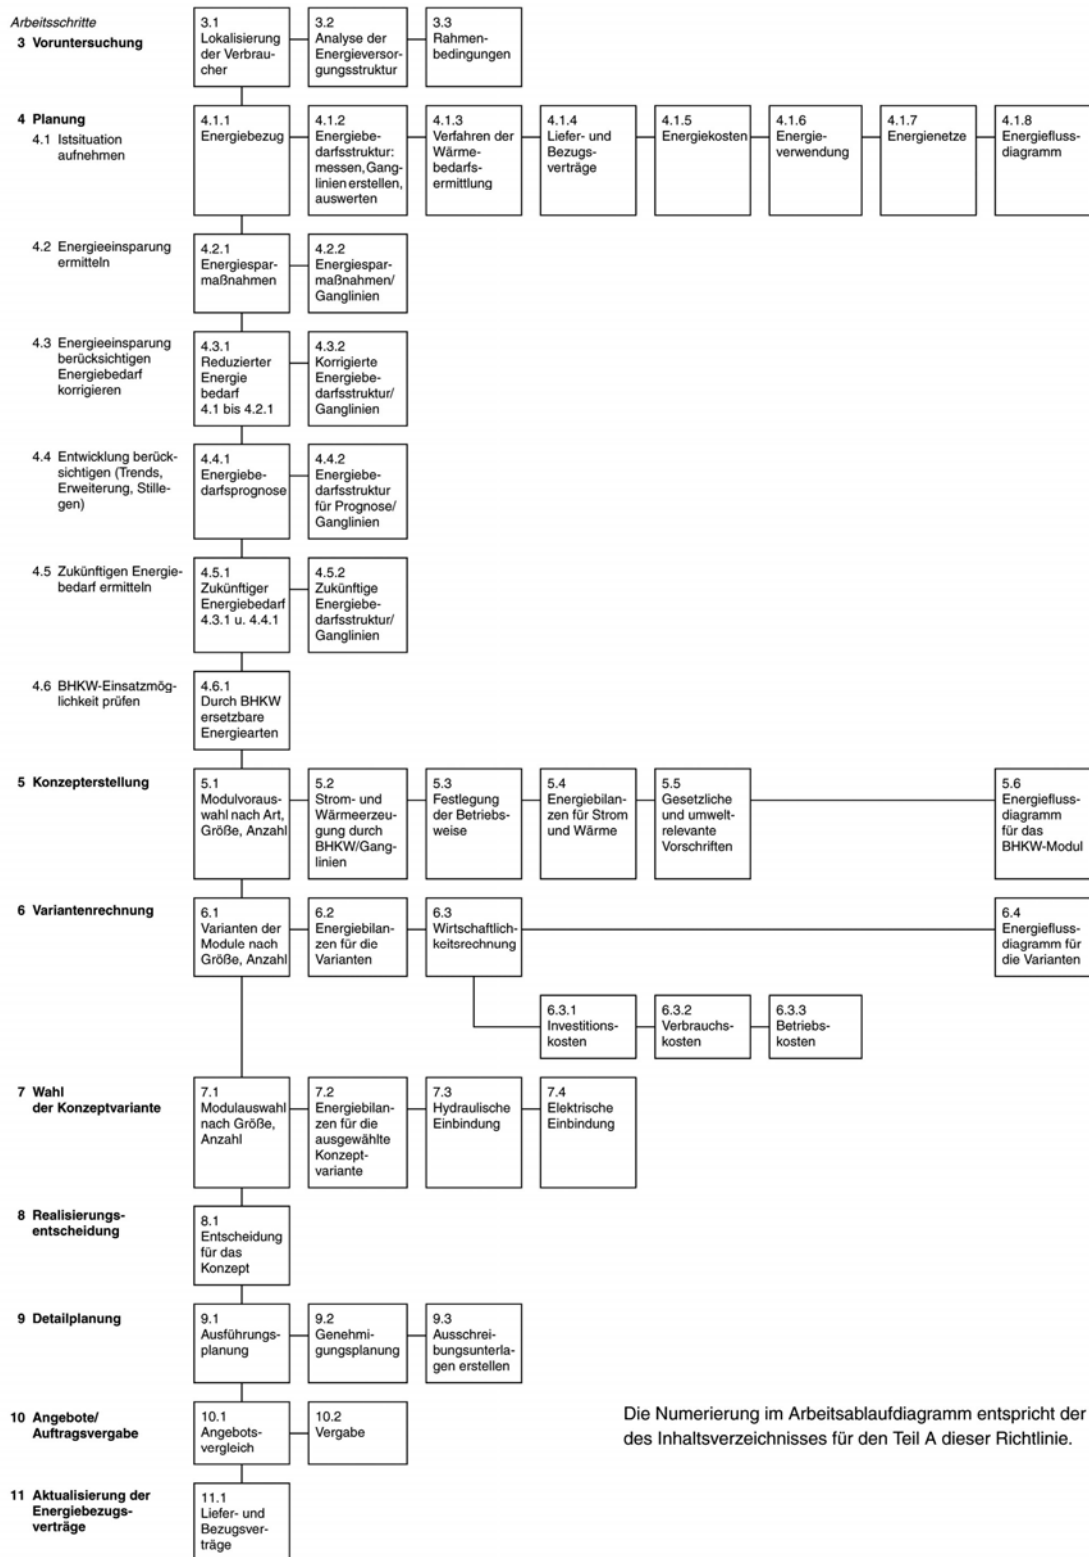 Arbeitsschritte
3 Voruntersuchung
3.1
Lokalisierung
der Verbrau-
cher
3.2
Analyse der
Energieversor-
gungsstruktur
3.3
Rahmen-
bedingungen
4 Planung
4.1 Istsituation
aufnehmen
4.1.1
Energiebezug
4.1.2
Energiebe-
darfsstruktur:
messen, Gang-
linien erstellen,
auswerten
4.1.3
Verfahren der
Wärme-
bedarfs-
ermittlung
4.1.4
Liefer- und
Bezugs-
verträge
4.1.5
Energiekosten
4.1.6
Energie-
verwendung
4.1.7
Energienetze
4.1.8
Energiefluss-
diagramm
4.2 Energieeinsparung
ermitteln
4.2.1
Energiespar-
maßnahmen
4.2.2
Energiespar-
maßnahmen/
Ganglinien
4.3 Energieeinsparung
berücksichtigen
Energiebedarf
korrigieren
4.3.1
Reduzierter
Energie
bedarf
4.1 bis 4.2.1
4.3.2
Korrigierte
Energiebe-
darfsstruktur/
Ganglinien
4.4 Entwicklung berück-
sichtigen (Trends,
Erweiterung, Stille-
gen)
4.4.1
Energiebe-
darfsprognose
4.4.2
Energiebe-
darfsstruktur
für Prognose/
Ganglinien
4.5 Zukünftigen Energie-
bedarf ermitteln
4.5.1
Zukünftiger
Energiebedarf
4.3.1 u. 4.4.1
4.5.2
Zukünftige
Energiebe-
darfsstruktur/
Ganglinien
4.6 BHKW-Einsatzmög-
lichkeit prüfen
4.6.1
Durch BHKW
ersetzbare
Energiearten
5 Konzepterstellung
5.1
Modulvoraus-
wahl nach Art,
Größe, Anzahl
5.2
Strom- und
Wärmeerzeu-
gung durch
BHKW/Gang-
linien
5.3
Festlegung
der Betriebs-
weise
5.4
Energiebilan-
zen für Strom
und Wärme
5.5
Gesetzliche
und umwelt-
relevante
Vorschriften
5.6
Energiefluss-
diagramm
für das
BHKW-Modul
6 Variantenrechnung
6.1
Varianten der
Module nach
Größe, Anzahl
6.2
Energiebilan-
zen für die
Varianten
6.3
Wirtschaftlich-
keitsrechnung
6.4
Energiefluss-
diagramm für
die Varianten
6.3.1
Investitions-
kosten
6.3.2
Verbrauchs-
kosten
6.3.3
Betriebs-
kosten
7 Wahl
der Konzeptvariante
7.1
Modulauswahl
nach Größe,
Anzahl
7.2
Energiebilan-
zen für die
ausgewählte
Konzept-
variante
7.3
Hydraulische
Einbindung
7.4
Elektrische
Einbindung
8 Realisierungs-
entscheidung
8.1
Entscheidung
für das
Konzept
9 Detailplanung
9.1
Ausführungs-
planung
9.2
Genehmi-
gungsplanung
9.3
Ausschrei-
bungsunterla-
gen erstellen
10 Angebote/
Auftragsvergabe
10.1
Angebots-
vergleich
10.2
Vergabe
Die Numerierung im Arbeitsablaufdiagramm entspricht der
des Inhaltsverzeichnisses für den Teil A dieser Richtlinie.
11 Aktualisierung der
Energiebezugs-
verträge
11.1
Liefer- und
Bezugsver-
träge